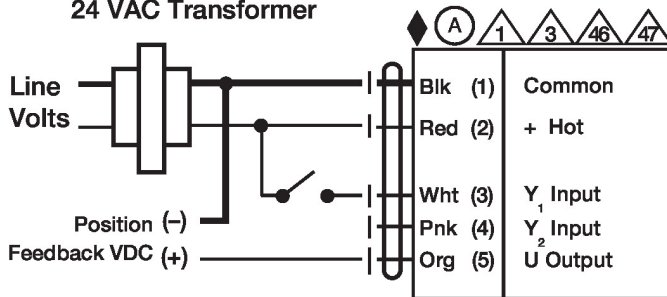 24 VAC Transformer
A 1 3 46 47
Line
Volts
Blk (1) Common
Red (2) + Hot
Wht (3) Y1 Input
Pnk (4) Y2 Input
Org (5) U Output
Position (–)
Feedback VDC (+)